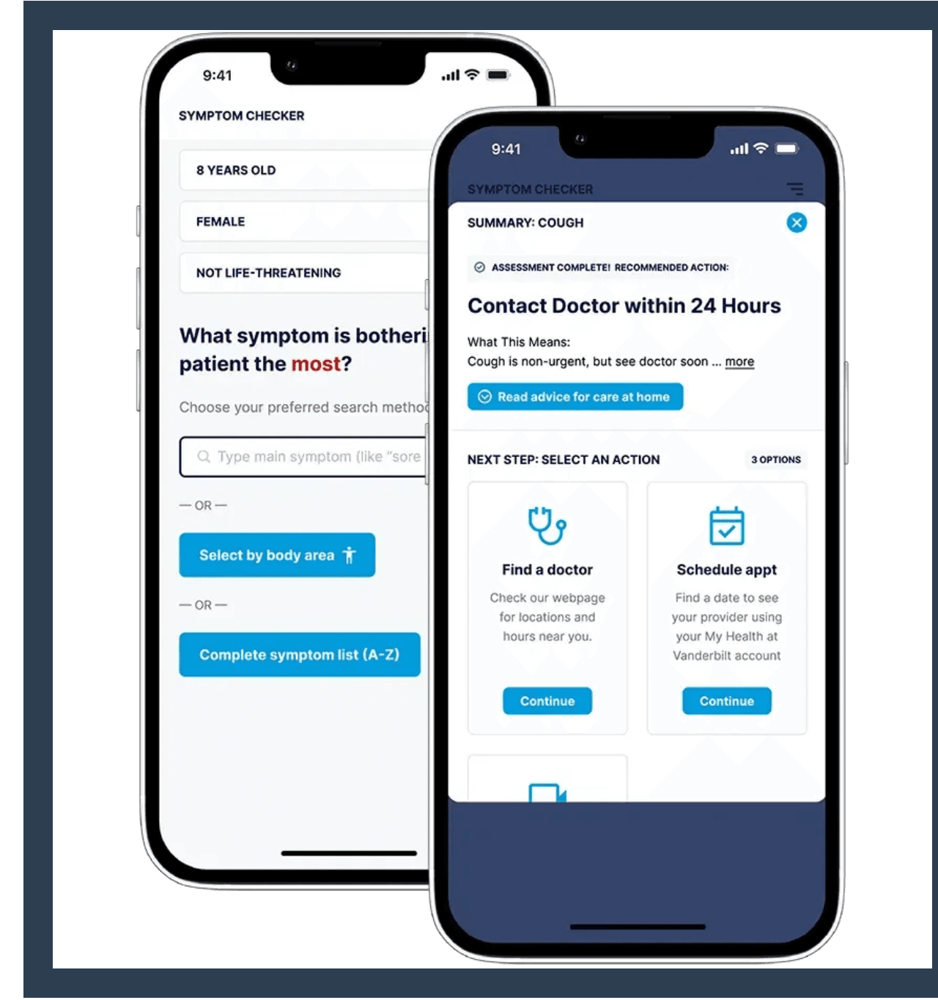 9:41
SYMPTOM CHECKER
8 YEARS OLD
FEMALE
NOT LIFE-THREATENING
What symptom is botheri
patient the most?
Choose your preferred search metho
Type main symptom (like "sore
— OR —
Select by body area
— OR —
Complete symptom list (A-Z)
9:41
SYMPTOM CHECKER
SUMMARY: COUGH
ASSESSMENT COMPLETE! RECOMMENDED ACTION:
Contact Doctor within 24 Hours
What This Means:
Cough is non-urgent, but see doctor soon ... more
Read advice for care at home
NEXT STEP: SELECT AN ACTION
3 OPTIONS
Find a doctor
Check our webpage
for locations and
hours near you.
Continue
Schedule appt
Find a date to see
your provider using
your My Health at
Vanderbilt account
Continue